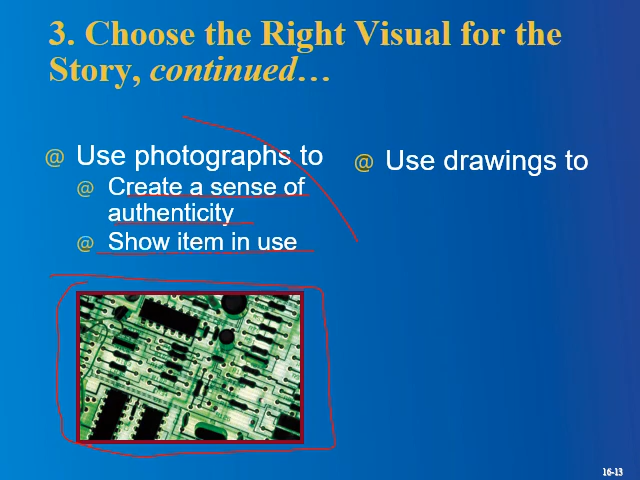 3. Choose the Right Visual for the
Story, continued…
@ Use photographs to
@ Create a sense of
authenticity
@ Show item in use
@ Use drawings to
16-13